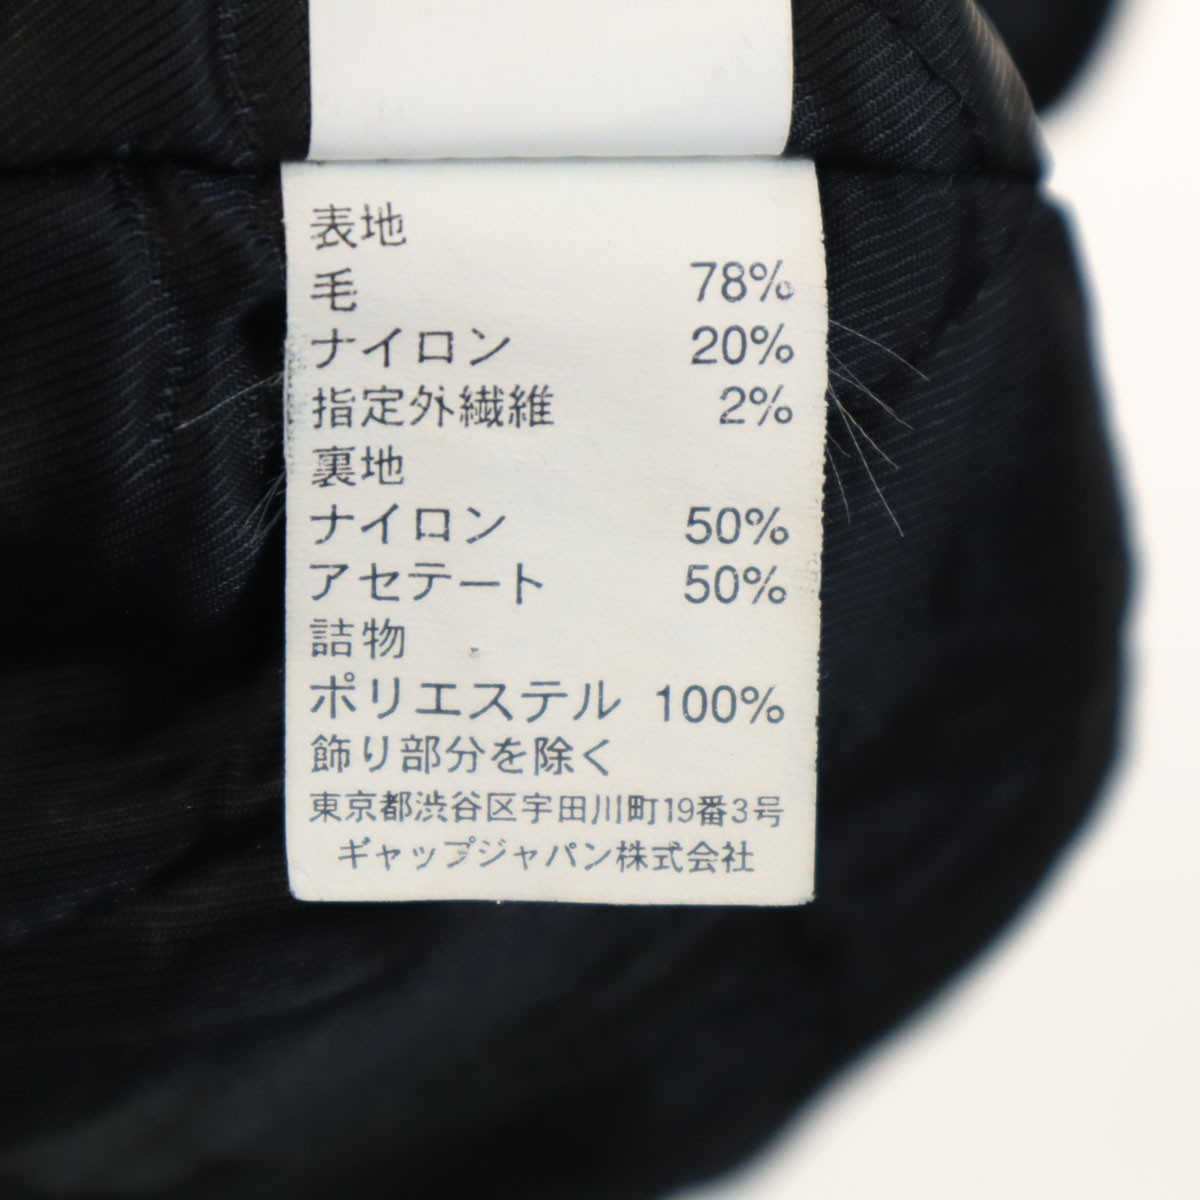 表地
毛 78%
ナイロン 20%
指定外繊維 2%
裏地
ナイロン 50%
アセテート 50%
詰物
ポリエステル 100%
飾り部分を除く
東京都渋谷区宇田川町19番3号
ギャップジャパン株式会社